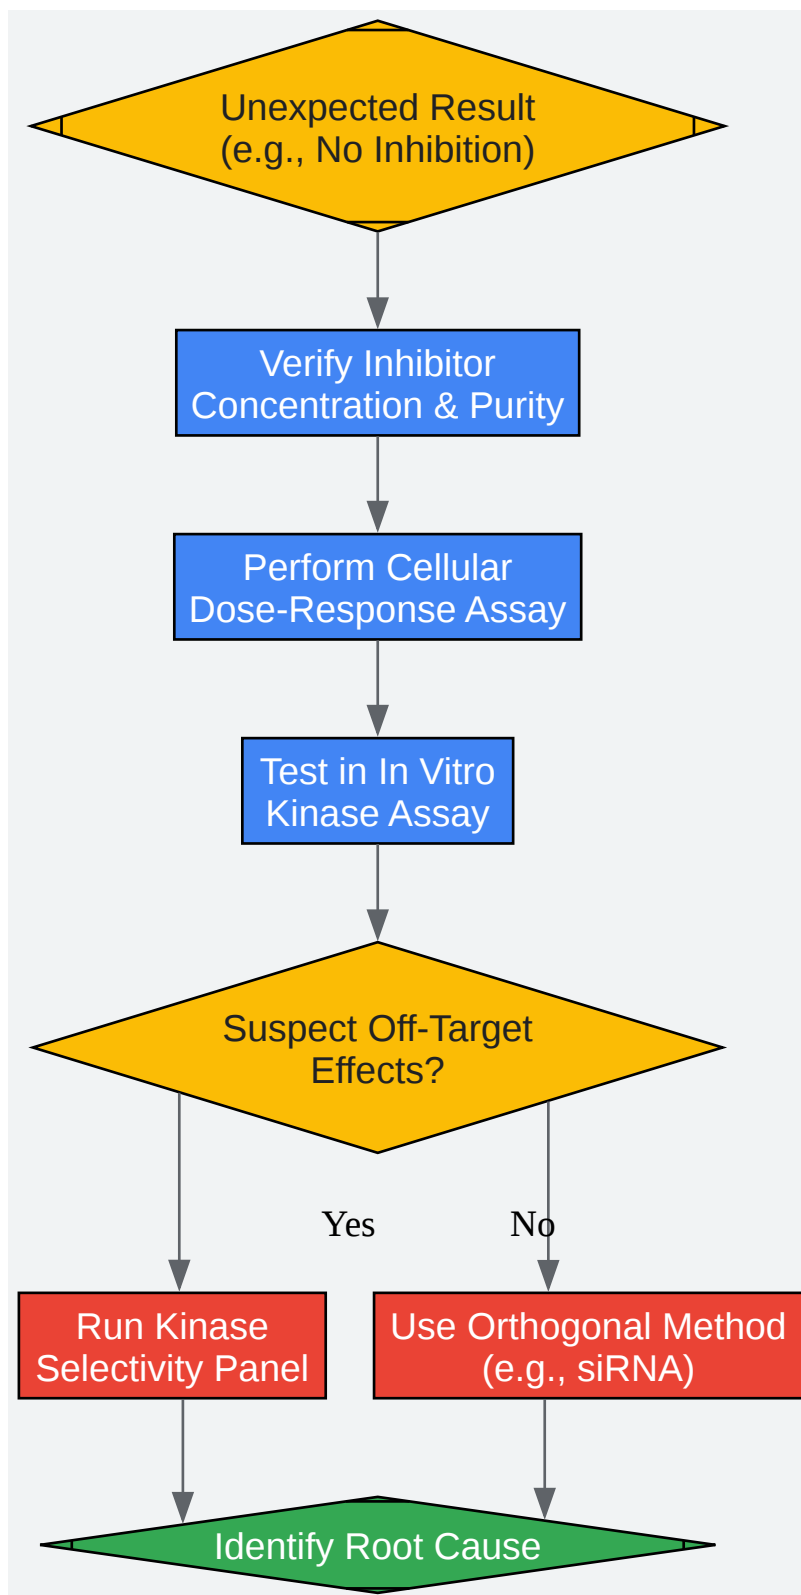 Unexpected Result
(e.g., No Inhibition)
Verify Inhibitor
Concentration & Purity
Perform Cellular
Dose-Response Assay
Test in In Vitro
Kinase Assay
Suspect Off-Target
Effects?
Yes
No
Run Kinase
Selectivity Panel
Use Orthogonal Method
(e.g., siRNA)
Identify Root Cause